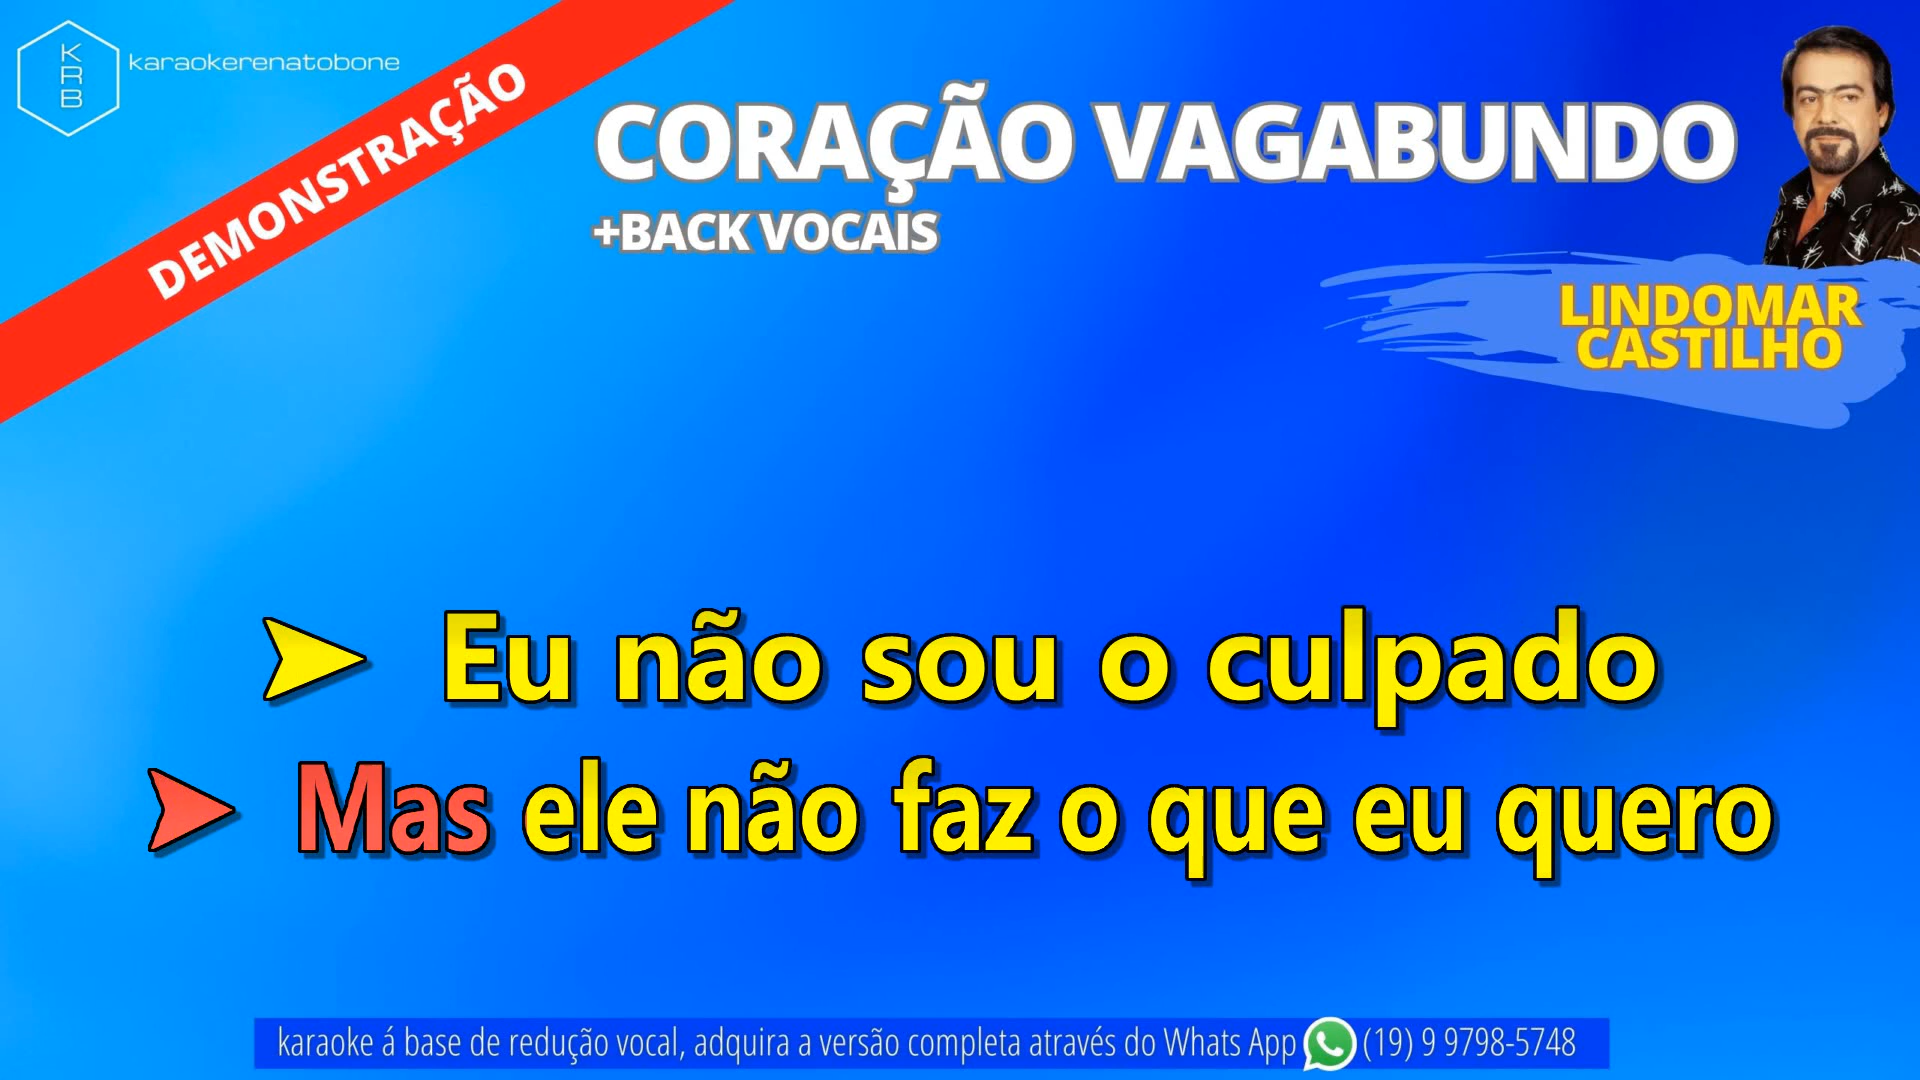 K
R
B
karaokerenatobone
DEMONSTRAÇÃO
CORAÇÃO VAGABUNDO
+BACK VOCAIS
LINDOMAR
CASTILHO
➤ Eu não sou o culpado
➤ Mas ele não faz o que eu quero
karaoke á base de redução vocal, adquira a versão completa através do Whats App (19) 9 9798-5748